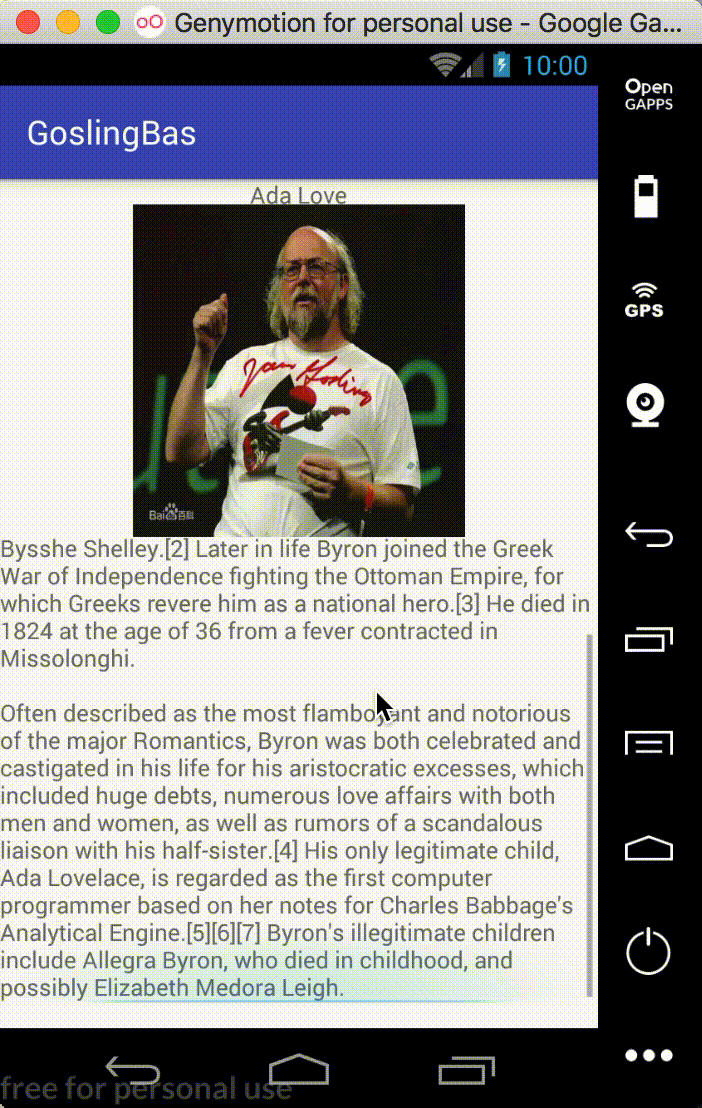 Genymotion for personal use - Google Ga...
10:00
Open
GAPPS
GoslingBas
Ada Love
GPS
Bai百科
Bysshe Shelley.[2] Later in life Byron joined the Greek
War of Independence fighting the Ottoman Empire, for
which Greeks revere him as a national hero.[3] He died in
1824 at the age of 36 from a fever contracted in
Missolonghi.
Often described as the most flamboyant and notorious
of the major Romantics, Byron was both celebrated and
castigated in his life for his aristocratic excesses, which
included huge debts, numerous love affairs with both
men and women, as well as rumors of a scandalous
liaison with his half-sister.[4] His only legitimate child,
Ada Lovelace, is regarded as the first computer
programmer based on her notes for Charles Babbage's
Analytical Engine.[5][6][7] Byron's illegitimate children
include Allegra Byron, who died in childhood, and
possibly Elizabeth Medora Leigh.
free for personal use